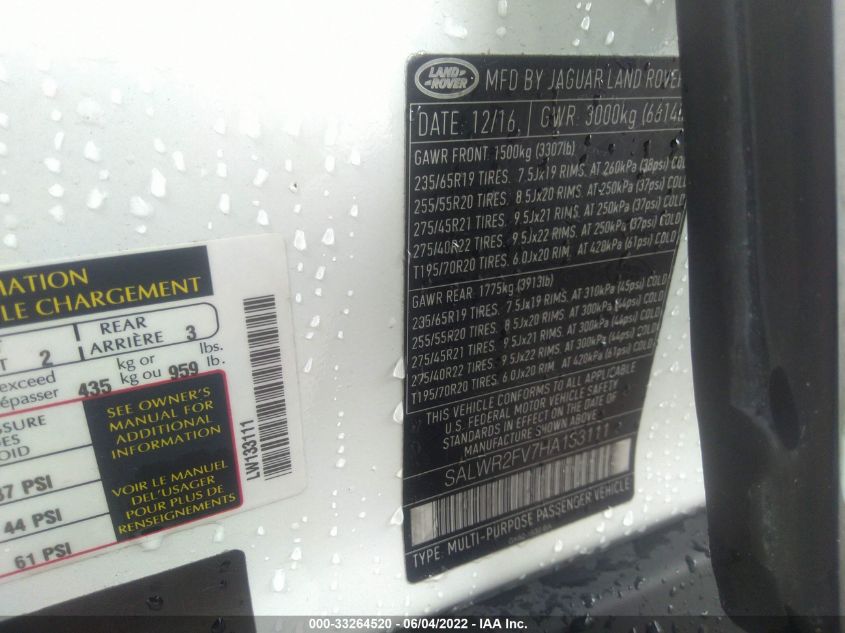 LAND ROVER
MFD BY JAGUAR LAND ROVER
DATE: 12/16 GWR: 3000kg (6614
GAWR FRONT 1500kg (3307lb)
235/65R19 TIRES. 7.5Jx19 RIMS. AT 260kPa (38psi) COLD
255/55R20 TIRES. 8.5Jx20 RIMS. AT 250kPa (37psi) COLD
275/45R21 TIRES. 9.5Jx21 RIMS. AT 250kPa (37psi) COLD
275/40R22 TIRES. 9.5Jx22 RIMS. AT 250kPa (37psi) COL
T195/70R20 TIRES. 6.0Jx20 RIMS. AT 420kPa (61psi) COL
GAWR REAR 1775kg (3913lb)
235/65R19 TIRES. 7.5Jx19 RIMS. AT 310kPa (45psi) COLD
255/55R20 TIRES. 8.5Jx20 RIMS. AT 300kPa (44psi) COLD
275/45R21 TIRES. 9.5Jx21 RIMS. AT 300kPa (44psi) COLD
275/40R22 TIRES. 9.5Jx22 RIMS. AT 300kPa (44psi) COLD
T195/70R20 TIRES. 6.0Jx20 RIMS. AT 420kPa (61psi) COLD
THIS VEHICLE CONFORMS TO ALL APPLICABLE
U.S. FEDERAL MOTOR VEHICLE SAFETY
STANDARDS IN EFFECT ON THE DATE OF
MANUFACTURE SHOWN ABOVE.
SALWR2FV7HA153111
TYPE: MULTI-PURPOSE PASSENGER VEHICLE
MATION
LE CHARGEMENT
T 2 REAR ARRIÈRE 3
exceed épasser 435 kg or kg ou 959 lbs. lb.
SSURE
ES
OID
37 PSI
44 PSI
61 PSI
SEE OWNER'S
MANUAL FOR
ADDITIONAL
INFORMATION
VOIR LE MANUEL
DEL'USAGER
POUR PLUS DE
RENSEIGNEMENTS
LW133111
000-33264520 - 06/04/2022 - IAA Inc.